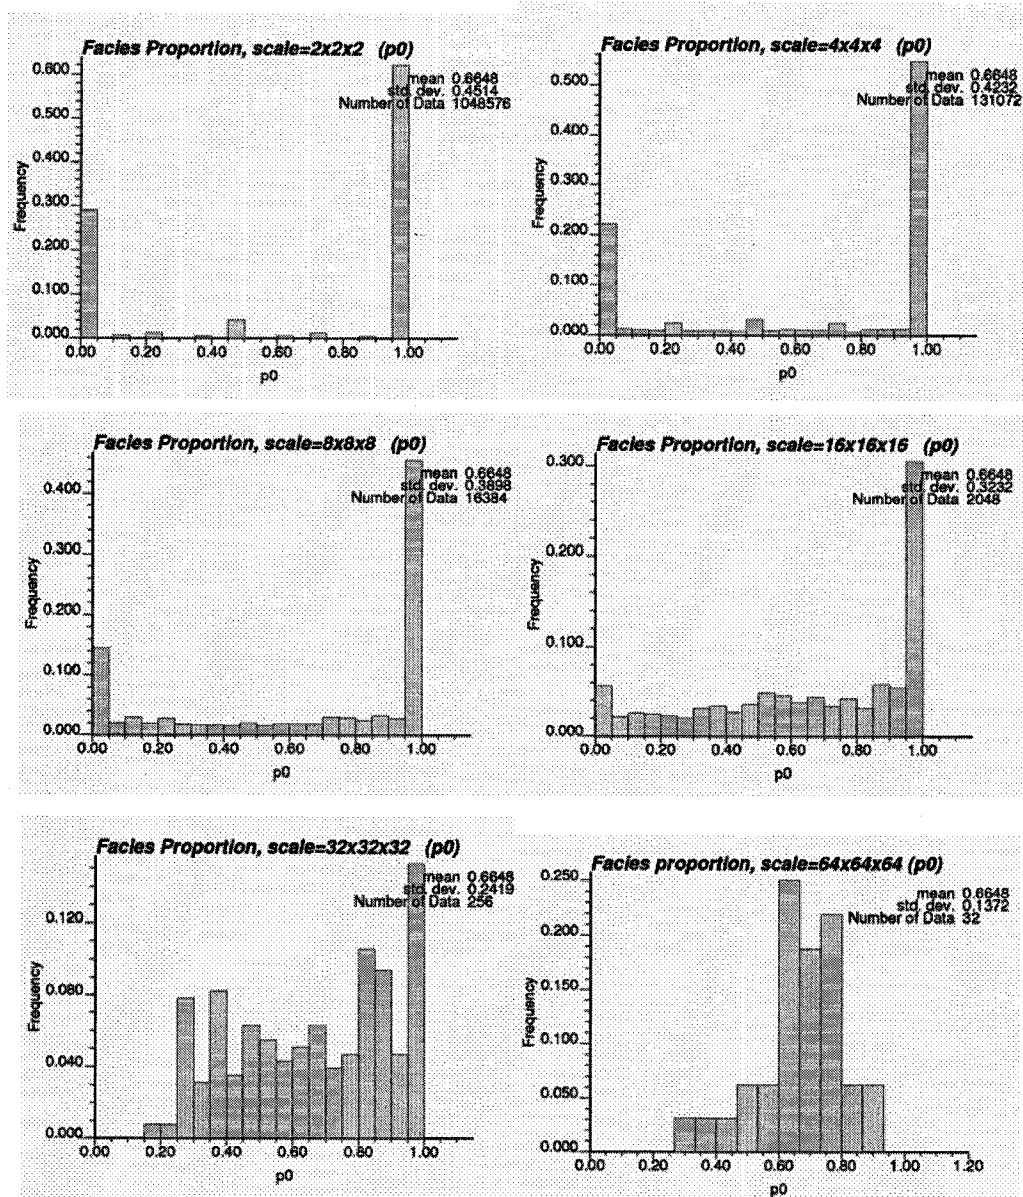 Facies Proportion, scale=2x2x2 (p0)
0.600
mean 0.6648
std. dev. 0.4514
Number of Data 1048576
0.500
0.400
Frequency
0.300
0.200
0.100
0.000
0.00 0.20 0.40 0.60 0.80 1.00
p0
Facies Proportion, scale=4x4x4 (p0)
mean 0.6648
0.500
std. dev. 0.4232
Number of Data 131072
0.400
0.300
Frequency
0.200
0.100
0.000
0.00 0.20 0.40 0.60 0.80 1.00
p0
Facies Proportion, scale=8x8x8 (p0)
mean 0.6648
std. dev. 0.3898
0.400
Number of Data 16384
0.300
Frequency
0.200
0.100
0.000
0.00 0.20 0.40 0.60 0.80 1.00
p0
Facies Proportion, scale=16x16x16 (p0)
0.300
mean 0.6648
std. dev. 0.3232
Number of Data 2048
0.200
Frequency
0.100
0.000
0.00 0.20 0.40 0.60 0.80 1.00
p0
Facies Proportion, scale=32x32x32 (p0)
mean 0.6648
std. dev. 0.2419
Number of Data 256
0.120
0.080
Frequency
0.040
0.000
0.00 0.20 0.40 0.60 0.80 1.00
p0
Facies proportion, scale=64x64x64 (p0)
0.250
mean 0.6648
std. dev. 0.1372
Number of Data 32
0.200
0.150
Frequency
0.100
0.050
0.000
0.00 0.20 0.40 0.60 0.80 1.00 1.20
p0